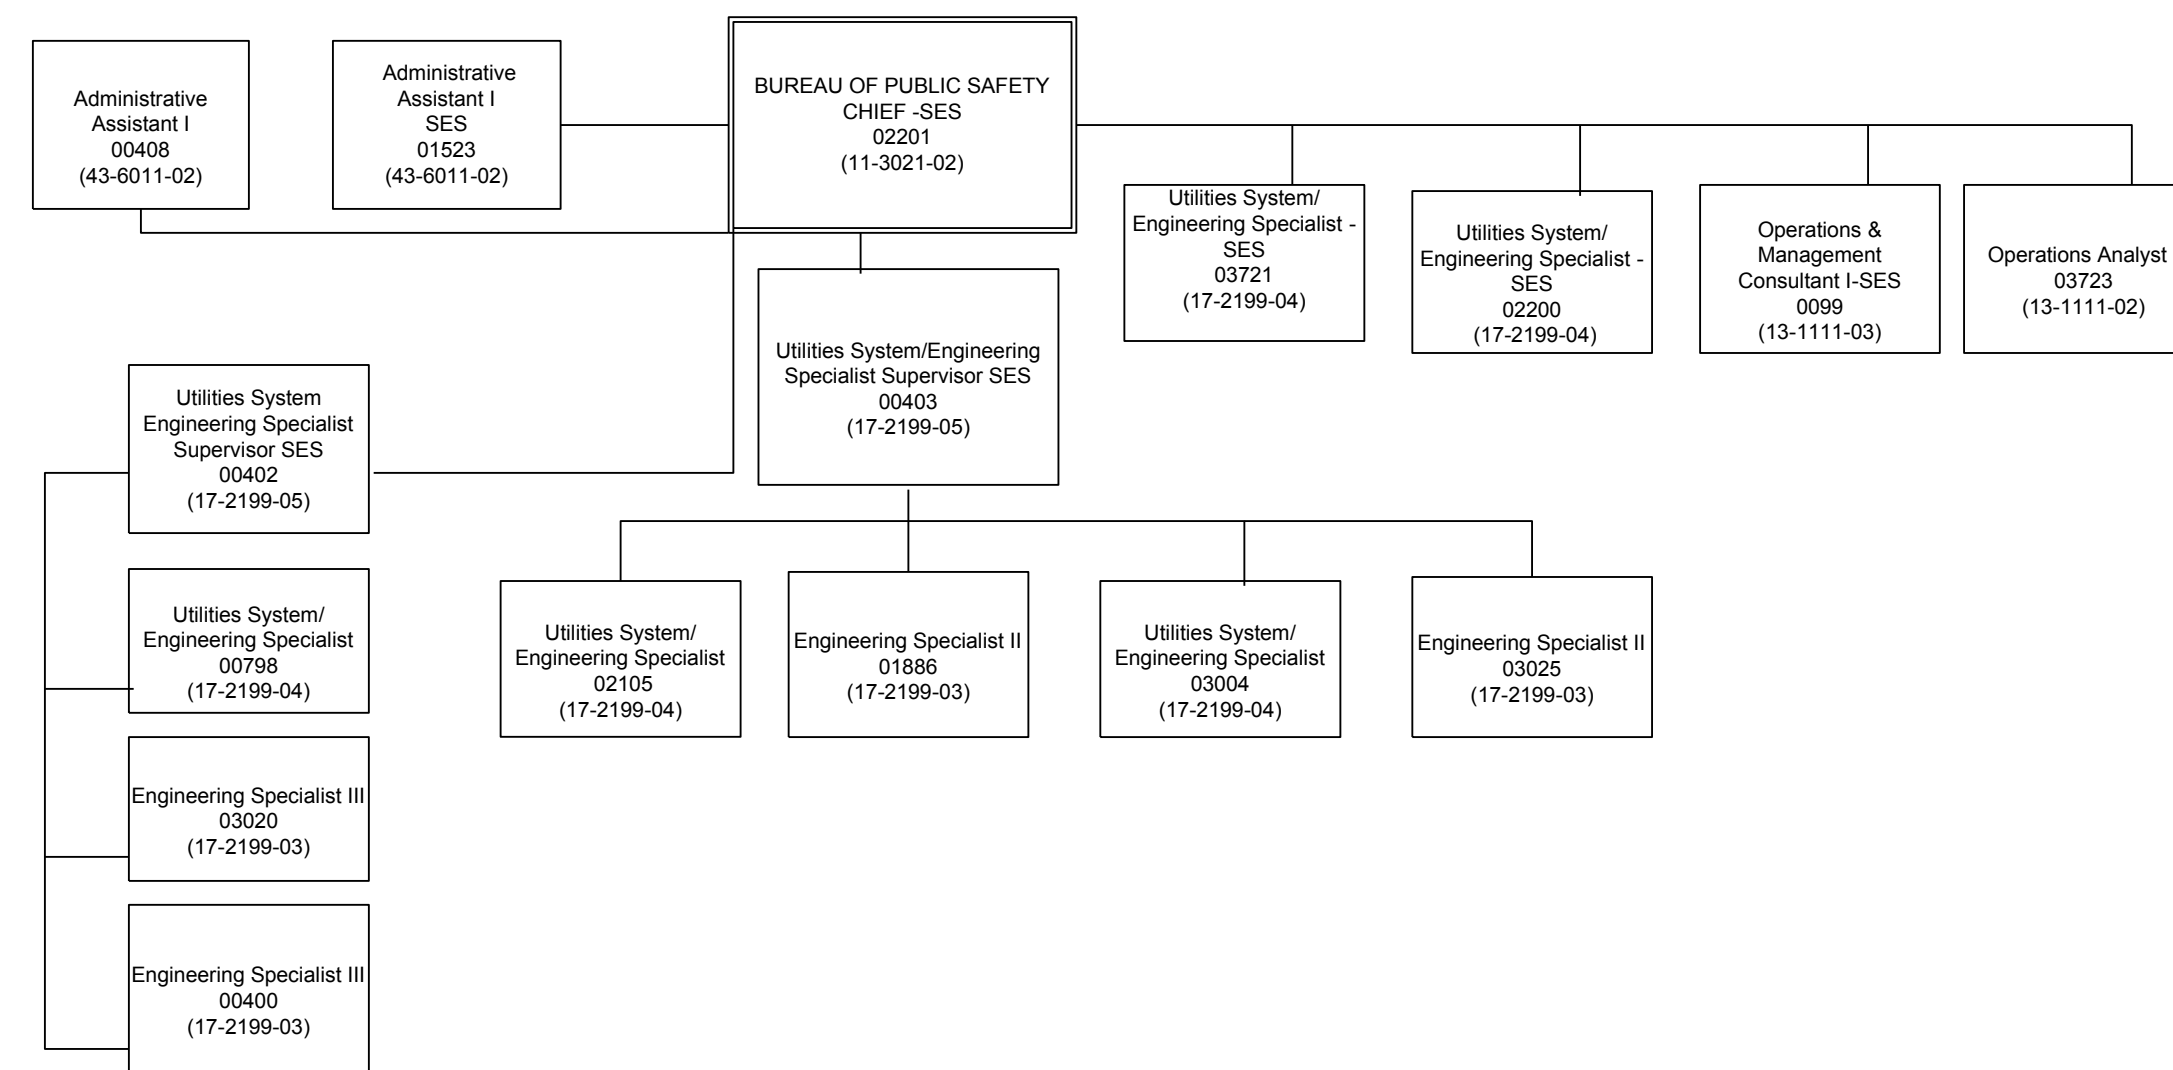 Administrative
Assistant I
00408
(43-6011-02)
Administrative
Assistant I
SES
01523
(43-6011-02)
BUREAU OF PUBLIC SAFETY
CHIEF -SES
02201
(11-3021-02)
Utilities System/
Engineering Specialist -
SES
03721
(17-2199-04)
Utilities System/
Engineering Specialist -
SES
02200
(17-2199-04)
Operations &
Management
Consultant I-SES
0099
(13-1111-03)
Operations Analyst
03723
(13-1111-02)
Utilities System/Engineering
Specialist Supervisor SES
00403
(17-2199-05)
Utilities System
Engineering Specialist
Supervisor SES
00402
(17-2199-05)
Utilities System/
Engineering Specialist
00798
(17-2199-04)
Utilities System/
Engineering Specialist
02105
(17-2199-04)
Engineering Specialist II
01886
(17-2199-03)
Utilities System/
Engineering Specialist
03004
(17-2199-04)
Engineering Specialist II
03025
(17-2199-03)
Engineering Specialist III
03020
(17-2199-03)
Engineering Specialist III
00400
(17-2199-03)